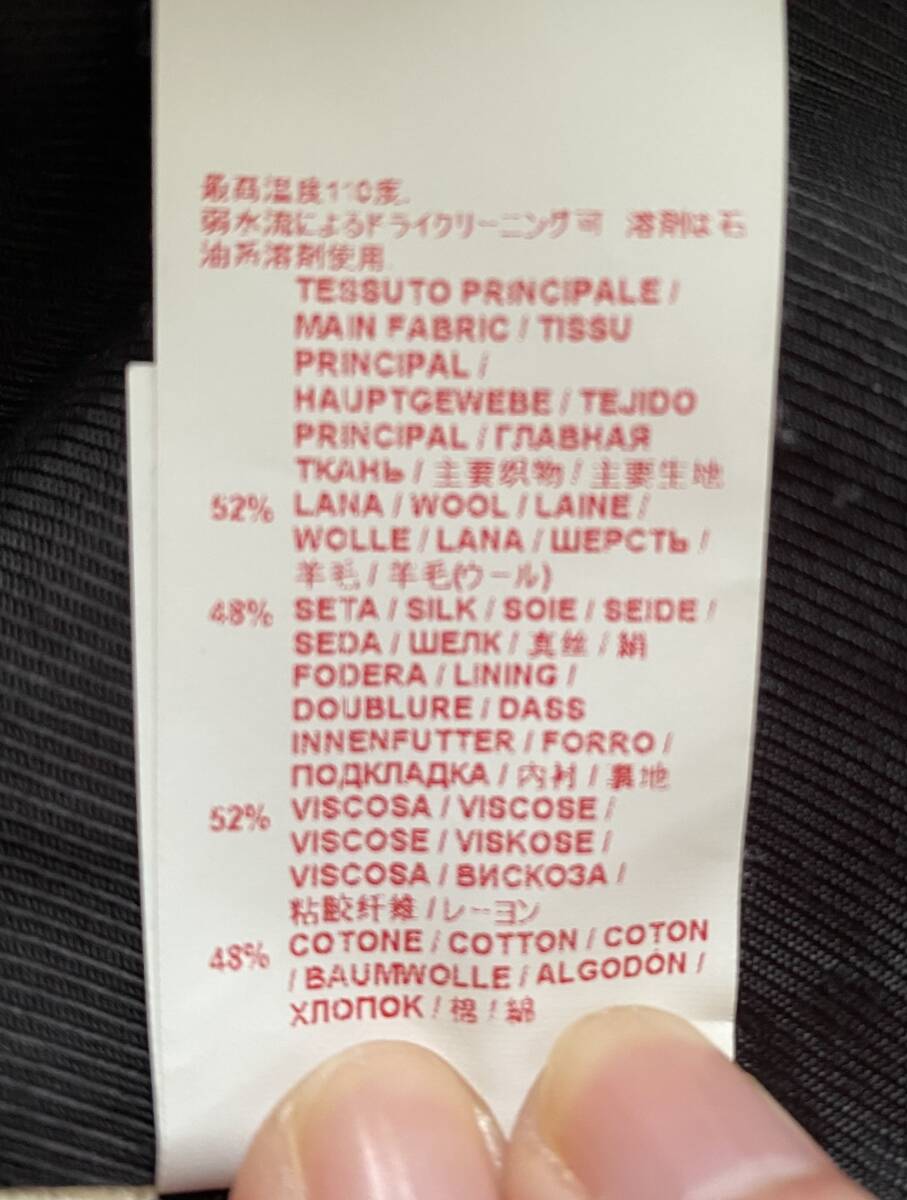 最高温度110度.
弱水流によるドライクリーニング可 溶剤は石
油系溶剤使用
TESSUTO PRINCIPALE /
MAIN FABRIC / TISSU
PRINCIPAL /
HAUPTGEWEBE / TEJIDO
PRINCIPAL / ГЛАВНАЯ
ТКАНЬ / 主要织物 / 主要生地
52% LANA / WOOL / LAINE /
WOLLE / LANA / ШЕРСТЬ /
羊毛 / 羊毛(ウール)
48% SETA / SILK / SOIE / SEIDE /
SEDA / ШЕЛК / 真丝 / 絹
FODERA / LINING /
DOUBLURE / DASS
INNENFUTTER / FORRO /
ПОДКЛАДКА / 内衬 / 裏地
52% VISCOSA / VISCOSE /
VISCOSE / VISKOSE /
VISCOSA / ВИСКОЗА /
粘胶纤维 / レーヨン
48% COTONE / COTTON / COTON
/ BAUMWOLLE / ALGODÓN /
ХЛОПОК / 棉 / 綿